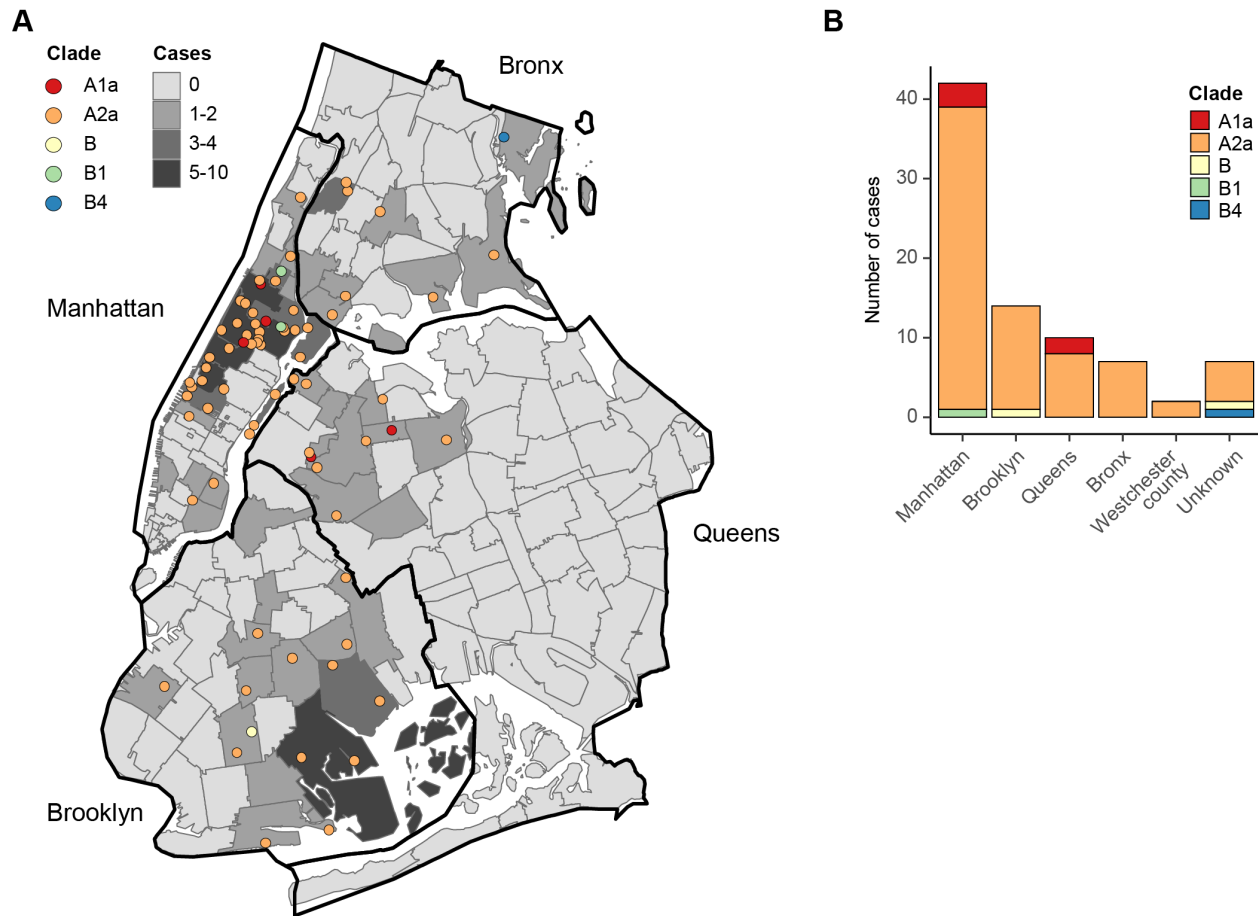 A
Clade
A1a
A2a
B
B1
B4
Cases
0
1-2
3-4
5-10
Bronx
Manhattan
Queens
Brooklyn
B
Number of cases
40
30
20
10
0
Manhattan
Brooklyn
Queens
Bronx
Westchester
county
Unknown
Clade
A1a
A2a
B
B1
B4